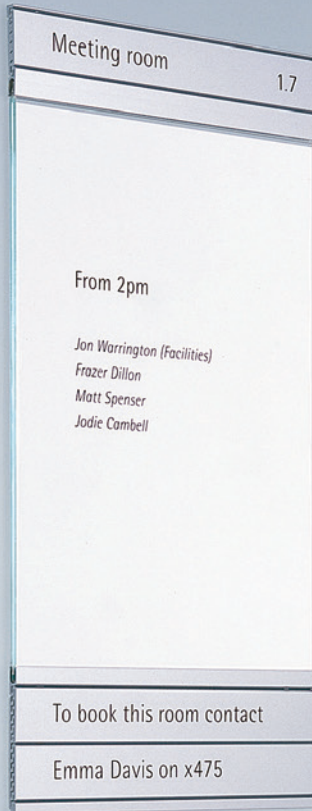 Meeting room
1.7
From 2pm
Jon Warrington (Facilities)
Frazer Dillon
Matt Spenser
Jodie Cambell
To book this room contact
Emma Davis on x475